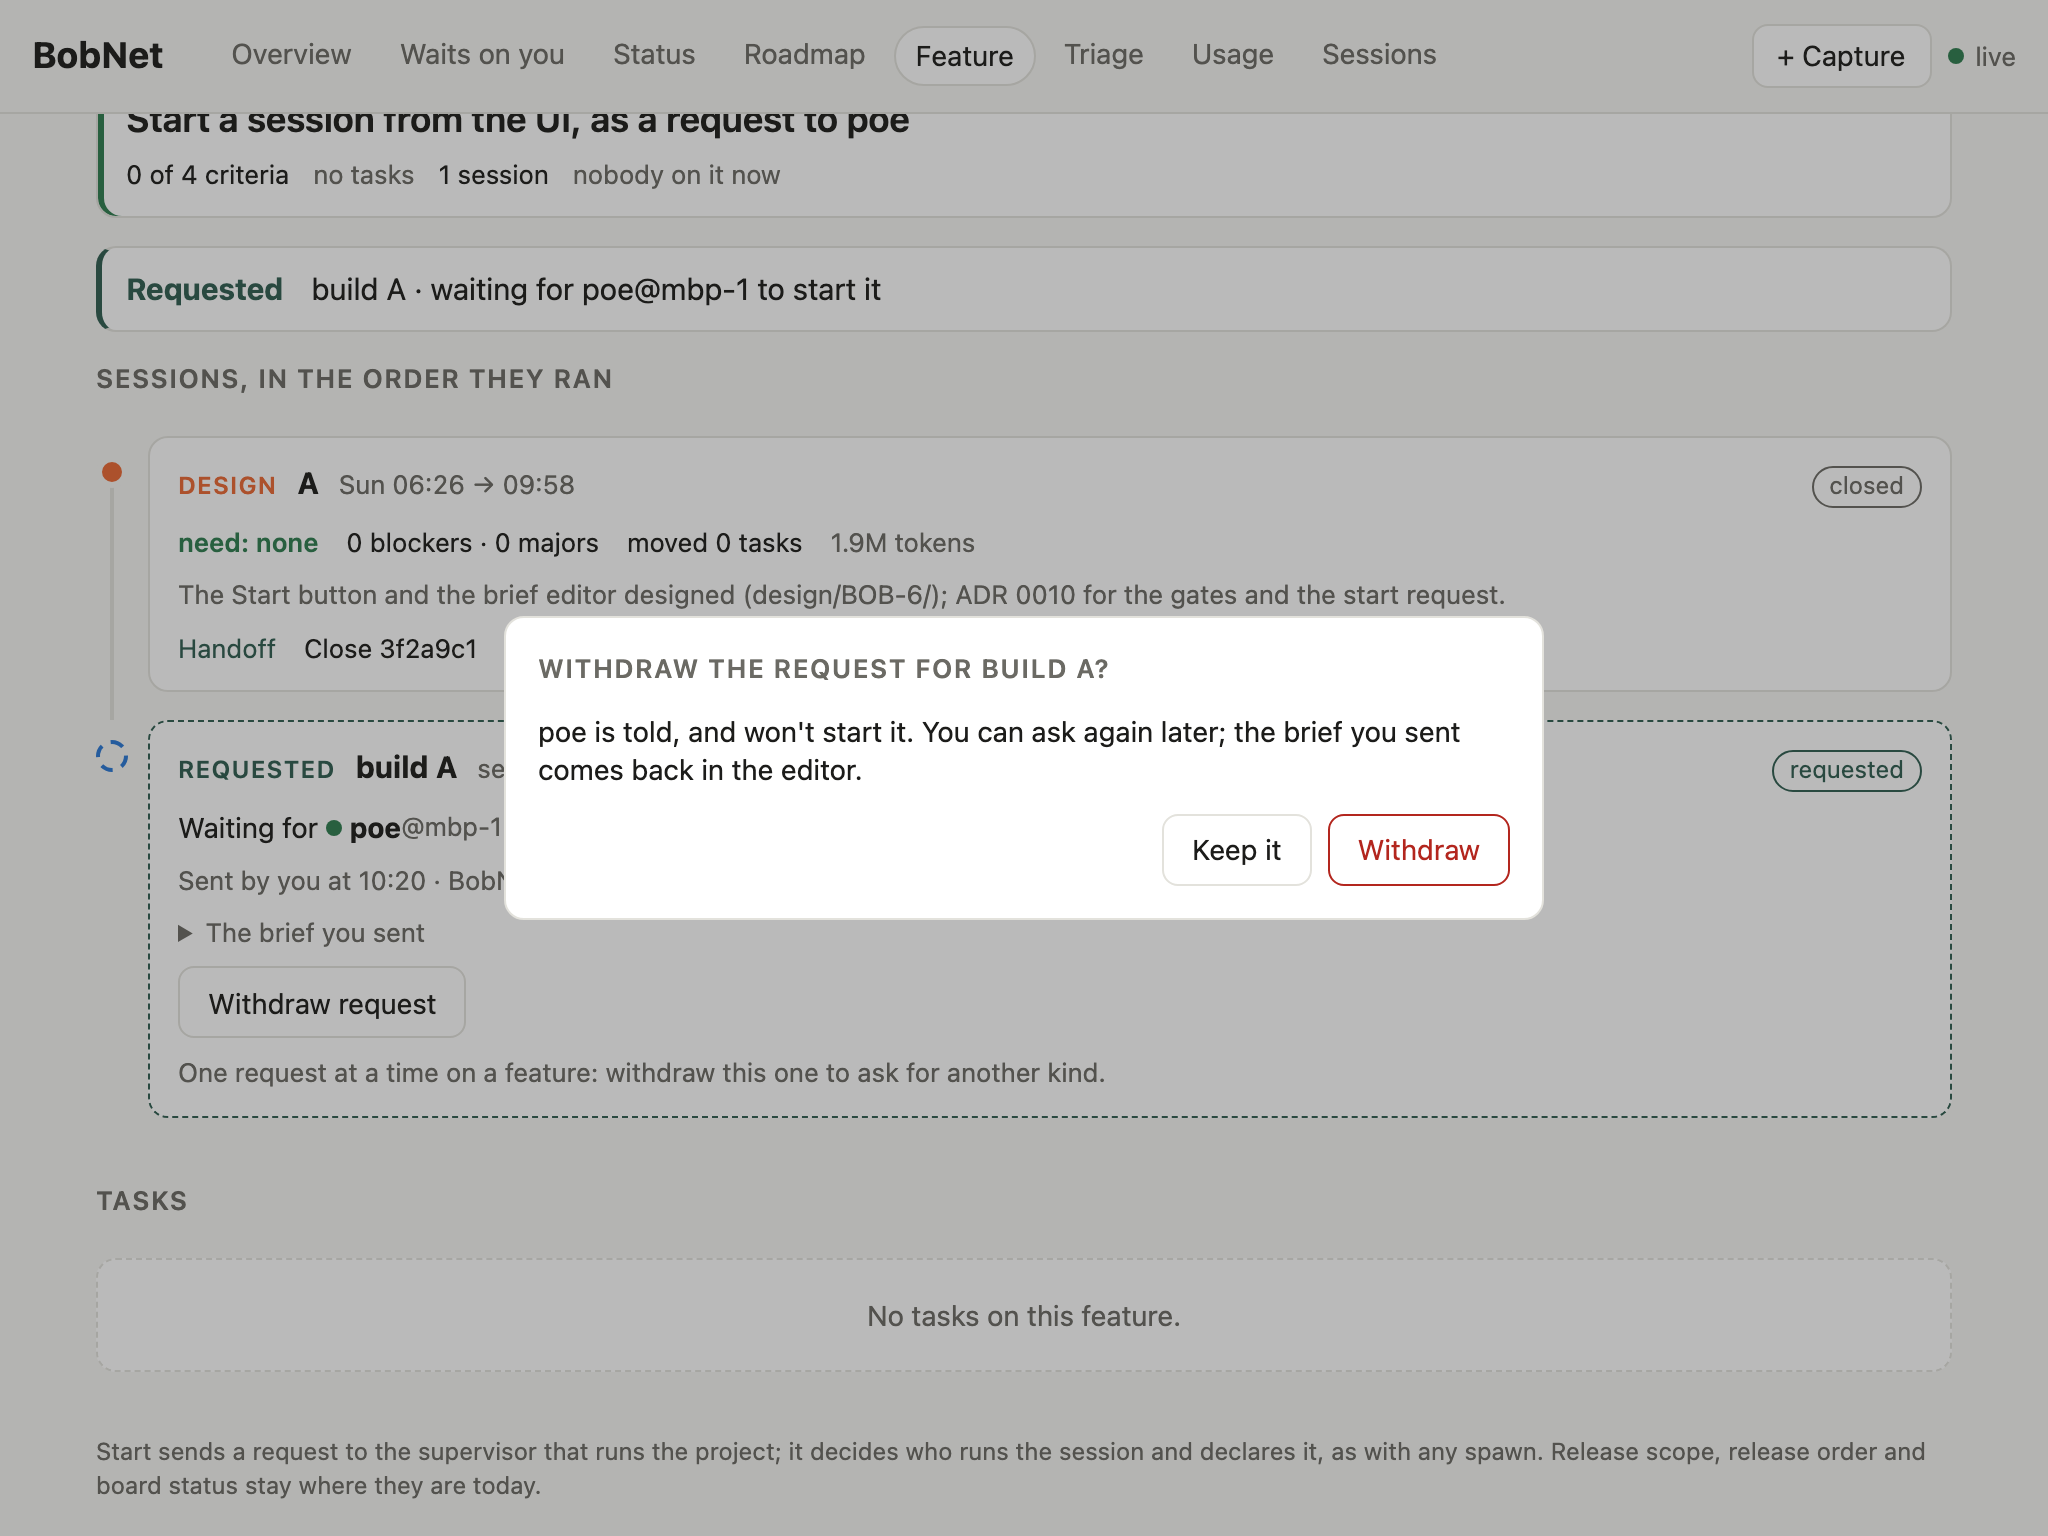 BobNet Overview Waits on you Status Roadmap Feature Triage Usage Sessions + Capture live
Start a session from the UI, as a request to poe
0 of 4 criteria no tasks 1 session nobody on it now
Requested build A · waiting for poe@mbp-1 to start it
SESSIONS, IN THE ORDER THEY RAN
DESIGN A Sun 06:26 → 09:58 closed
need: none 0 blockers · 0 majors moved 0 tasks 1.9M tokens
The Start button and the brief editor designed (design/BOB-6/); ADR 0010 for the gates and the start request.
Handoff Close 3f2a9c1
WITHDRAW THE REQUEST FOR BUILD A?
poe is told, and won't start it. You can ask again later; the brief you sent
comes back in the editor.
Keep it Withdraw
REQUESTED build A requested
Waiting for poe@mbp-1
Sent by you at 10:20 ·
The brief you sent
Withdraw request
One request at a time on a feature: withdraw this one to ask for another kind.
TASKS
No tasks on this feature.
Start sends a request to the supervisor that runs the project; it decides who runs the session and declares it, as with any spawn. Release scope, release order and
board status stay where they are today.